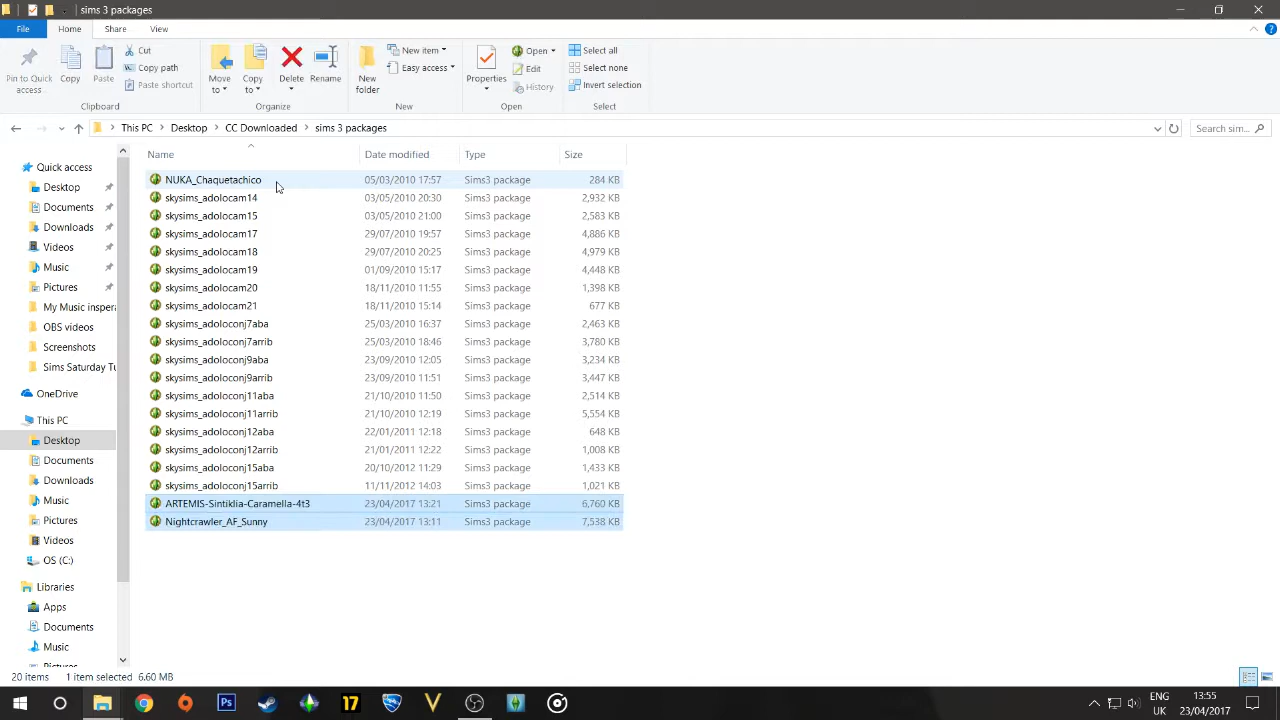 sims 3 packages
File Home Share View
Pin to Quick access
Copy
Paste
Cut
Copy path
Paste shortcut
Clipboard
Move to
Copy to
Delete
Rename
Organize
New folder
New item
Easy access
New
Properties
Open
Edit
History
Open
Select all
Select none
Invert selection
Select
This PC Desktop CC Downloaded sims 3 packages
Search sim...
Name Date modified Type Size
NUKA_Chaquetachico 05/03/2010 17:57 Sims3 package 284 KB
skysims_adolocam14 03/05/2010 20:30 Sims3 package 2,932 KB
skysims_adolocam15 03/05/2010 21:00 Sims3 package 2,583 KB
skysims_adolocam17 29/07/2010 19:57 Sims3 package 4,886 KB
skysims_adolocam18 29/07/2010 20:25 Sims3 package 4,979 KB
skysims_adolocam19 01/09/2010 15:17 Sims3 package 4,448 KB
skysims_adolocam20 18/11/2010 11:55 Sims3 package 1,398 KB
skysims_adolocam21 18/11/2010 15:14 Sims3 package 677 KB
skysims_adoloconj7aba 25/03/2010 16:37 Sims3 package 2,463 KB
skysims_adoloconj7arrib 25/03/2010 18:46 Sims3 package 3,780 KB
skysims_adoloconj9aba 23/09/2010 12:05 Sims3 package 3,234 KB
skysims_adoloconj9arrib 23/09/2010 11:51 Sims3 package 3,447 KB
skysims_adoloconj11aba 21/10/2010 11:50 Sims3 package 2,514 KB
skysims_adoloconj11arrib 21/10/2010 12:19 Sims3 package 5,554 KB
skysims_adoloconj12aba 22/01/2011 12:18 Sims3 package 648 KB
skysims_adoloconj12arrib 21/01/2011 12:22 Sims3 package 1,008 KB
skysims_adoloconj15aba 20/10/2012 11:29 Sims3 package 1,433 KB
skysims_adoloconj15arrib 11/11/2012 14:03 Sims3 package 1,021 KB
ARTEMIS-Sintiklia-Caramella-4t3 23/04/2017 13:21 Sims3 package 6,760 KB
Nightcrawler_AF_Sunny 23/04/2017 13:11 Sims3 package 7,538 KB
Quick access
Desktop
Documents
Downloads
Videos
Music
Pictures
My Music inspera
OBS videos
Screenshots
Sims Saturday Tu
OneDrive
This PC
Desktop
Documents
Downloads
Music
Pictures
Videos
OS (C:)
Libraries
Apps
Documents
Music
Pictures
20 items 1 item selected 6.60 MB
Ps
17
ENG
UK
13:55
23/04/2017